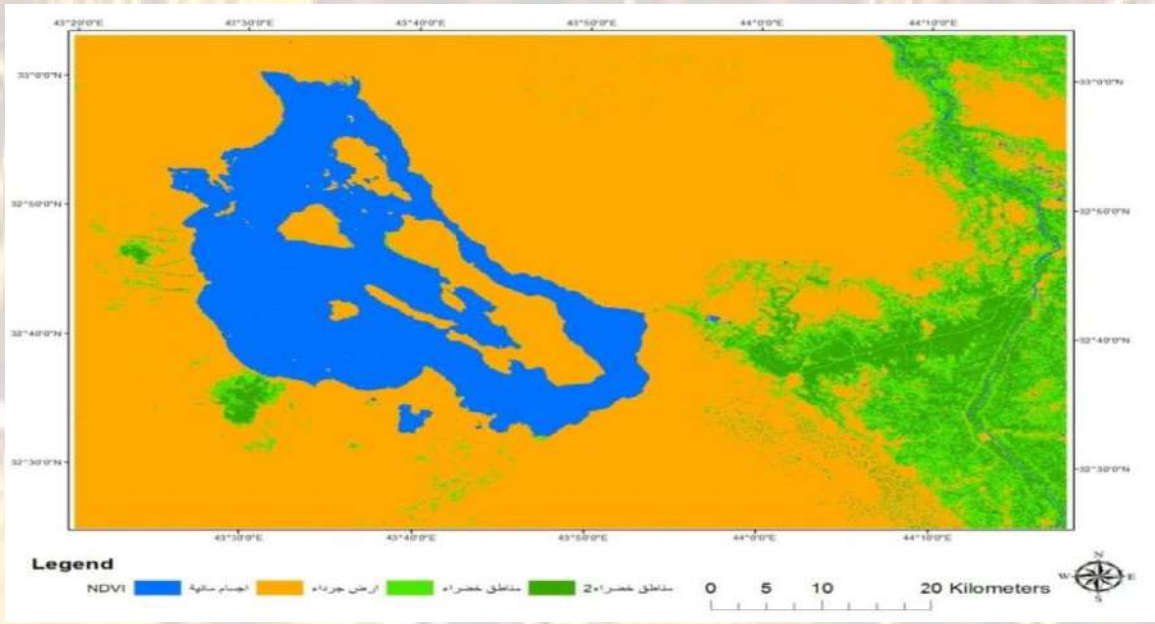 43°20'0"E 43°30'0"E 43°40'0"E 43°50'0"E 44°0'0"E 44°10'0"E
33°0'0"N 33°0'0"N
32°50'0"N 32°50'0"N
32°40'0"N 32°40'0"N
32°30'0"N 32°30'0"N
43°30'0"E 43°40'0"E 43°50'0"E 44°0'0"E 44°10'0"E
Legend
NDVI اجسام مائية ارض جرداء مناطق خضراء مناطق خضراء2
0 5 10 20 Kilometers
N
W E
S